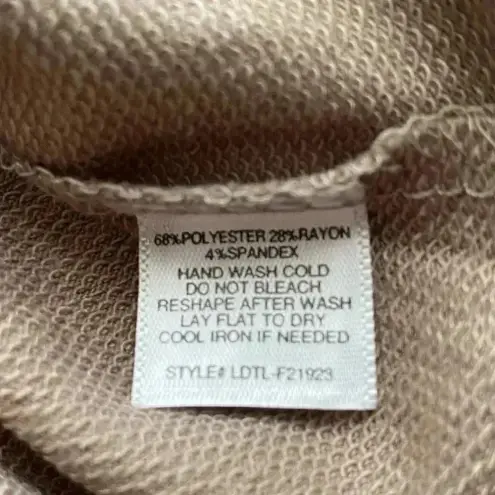 68%POLYESTER 28%RAYON
4%SPANDEX
HAND WASH COLD
DO NOT BLEACH
RESHAPE AFTER WASH
LAY FLAT TO DRY
COOL IRON IF NEEDED
STYLE# LDTL-F21923